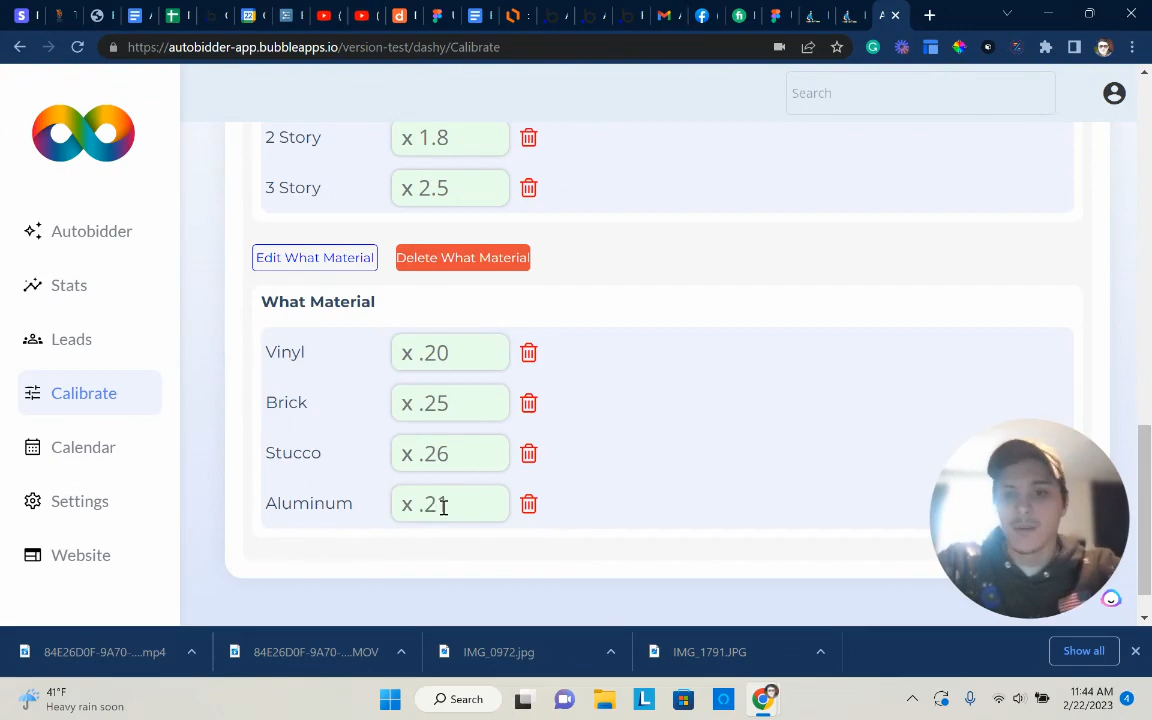 https://autobidder-app.bubbleapps.io/version-test/dashy/Calibrate
Search
Autobidder
Stats
Leads
Calibrate
Calendar
Settings
Website
2 Story x 1.8
3 Story x 2.5
Edit What Material Delete What Material
What Material
Vinyl x .20
Brick x .25
Stucco x .26
Aluminum x .21
84E26D0F-9A70-....mp4
84E26D0F-9A70-....MOV
IMG_0972.jpg
IMG_1791.JPG
Show all
41°F
Heavy rain soon
Search
11:44 AM
2/22/2023
4